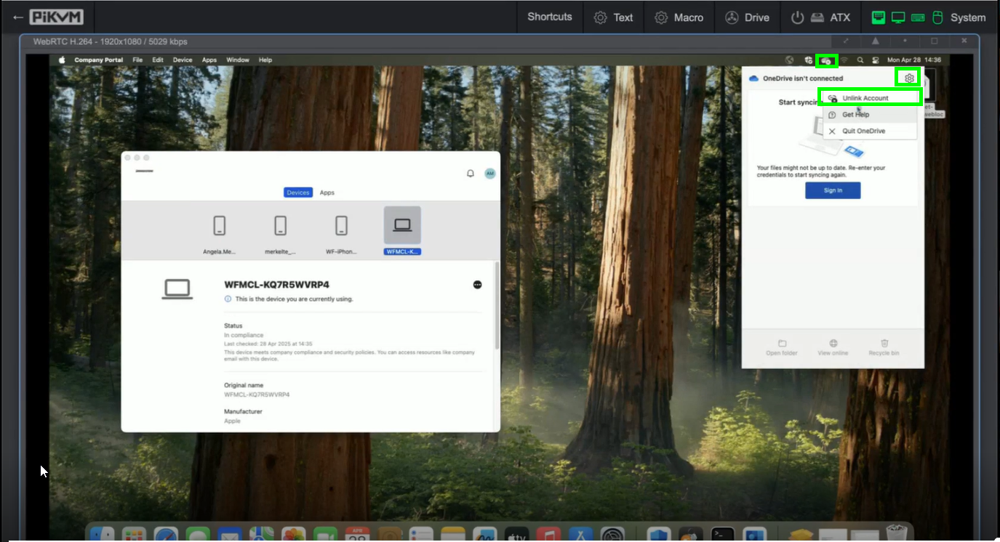 ←
PiKVM
Shortcuts
Text
Macro
Drive
ATX
System
WebRTC H.264 - 1920x1080 / 5029 kbps
Company Portal File Edit Device Apps Window Help
Mon Apr 28 14:36
OneDrive isn't connected
Start syncin
Unlink Account
Get Help
Quit OneDrive
Your files might not be up to date. Re-enter your
credentials to start syncing again.
Sign In
Open folder
View online
Recycle bin
AM
Devices Apps
Angela.Me...
merkelte_...
WF-iPhon...
WFMCL-K...
WFMCL-KQ7R5WVRP4
This is the device you are currently using.
Status
In compliance
Last checked: 28 Apr 2025 at 14:35
This device meets company compliance and security policies. You can access resources like company
email with this device.
Original name
WFMCL-KQ7R5WVRP4
Manufacturer
Apple
APR
tv